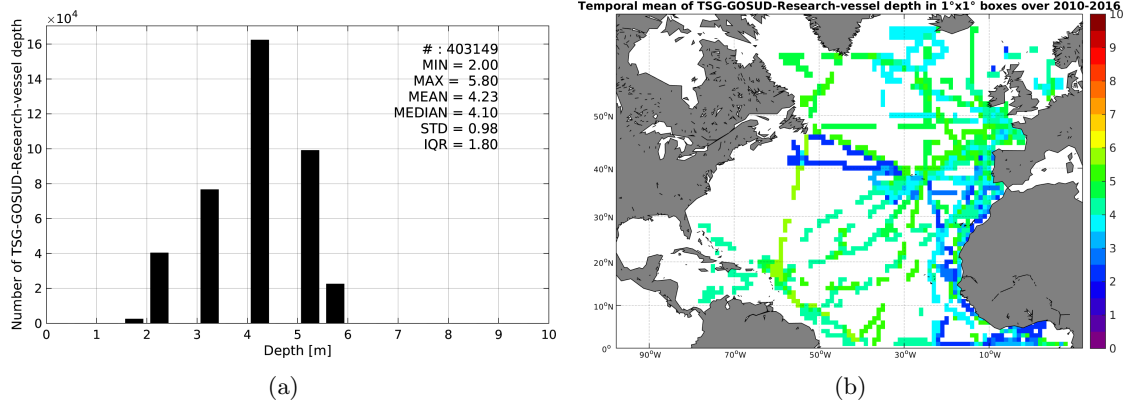 ×10⁴
Number of TSG-GOSUD-Research-vessel depth
16
14
12
10
8
6
4
2
0
# : 403149
MIN = 2.00
MAX = 5.80
MEAN = 4.23
MEDIAN = 4.10
STD = 0.98
IQR = 1.80
0 1 2 3 4 5 6 7 8 9 10
Depth [m]
(a)
Temporal mean of TSG-GOSUD-Research-vessel depth in 1°x1° boxes over 2010-2016
50°N
40°N
30°N
20°N
10°N
0°
90°W 70°W 50°W 30°W 10°W
10
9
8
7
6
5
4
3
2
1
0
(b)